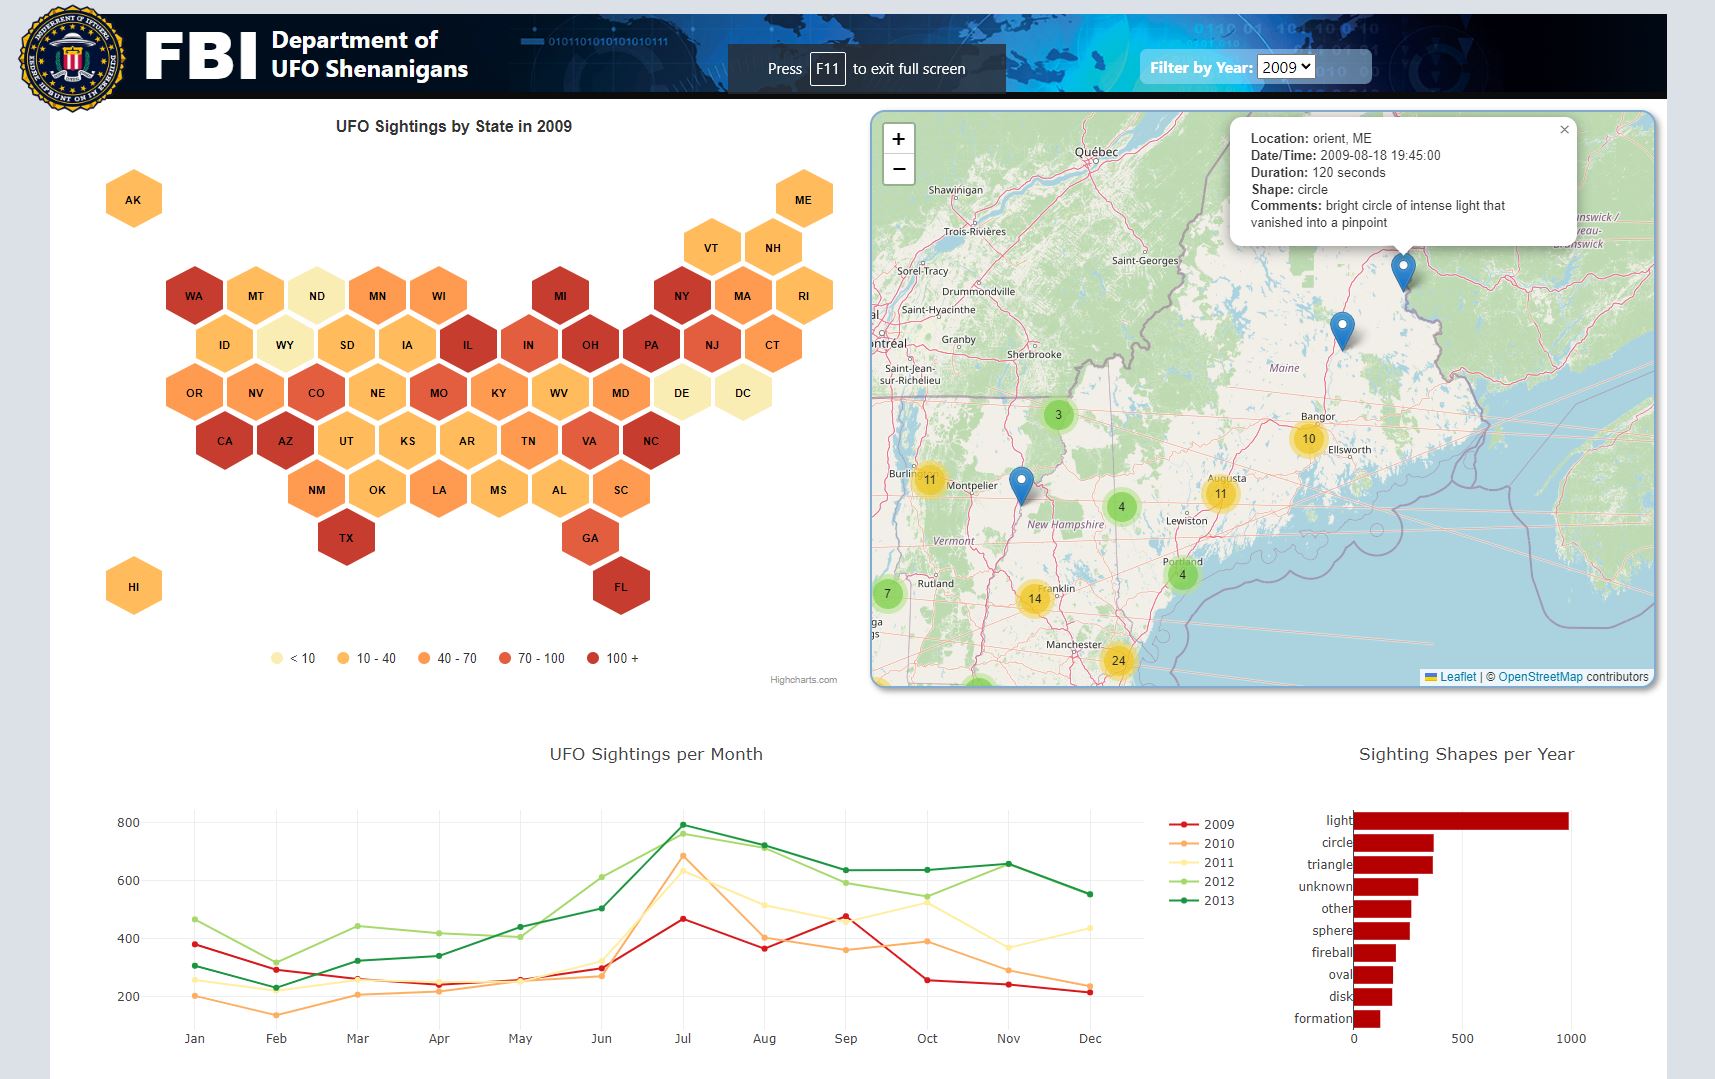 FBI
Department of
UFO Shenanigans
0101101010101010111
Press F11 to exit full screen
Filter by Year: 2009
UFO Sightings by State in 2009
AK
ME
VT
NH
WA
MT
ND
MN
WI
MI
NY
MA
RI
ID
WY
SD
IA
IL
IN
OH
PA
NJ
CT
OR
NV
CO
NE
MO
KY
WV
MD
DE
DC
CA
AZ
UT
KS
AR
TN
VA
NC
NM
OK
LA
MS
AL
SC
TX
GA
HI
FL
< 10
10 - 40
40 - 70
70 - 100
100 +
Highcharts.com
+
−
Location: orient, ME
Date/Time: 2009-08-18 19:45:00
Duration: 120 seconds
Shape: circle
Comments: bright circle of intense light that
vanished into a pinpoint
×
Québec
Shawinigan
Trois-Rivières
Saint-Georges
Sorel-Tracy
Drummondville
Saint-Hyacinthe
Granby
Sherbrooke
Saint-Jean-
sur-Richelieu
Maine
3
Bangor
10
Ellsworth
11
Montpelier
Augusta
11
4
Lewiston
New Hampshire
Vermont
Portland
4
Rutland
7
14
Franklin
Manchester
24
Leaflet | © OpenStreetMap contributors
UFO Sightings per Month
800
600
400
200
Jan
Feb
Mar
Apr
May
Jun
Jul
Aug
Sep
Oct
Nov
Dec
2009
2010
2011
2012
2013
Sighting Shapes per Year
light
circle
triangle
unknown
other
sphere
fireball
oval
disk
formation
0
500
1000